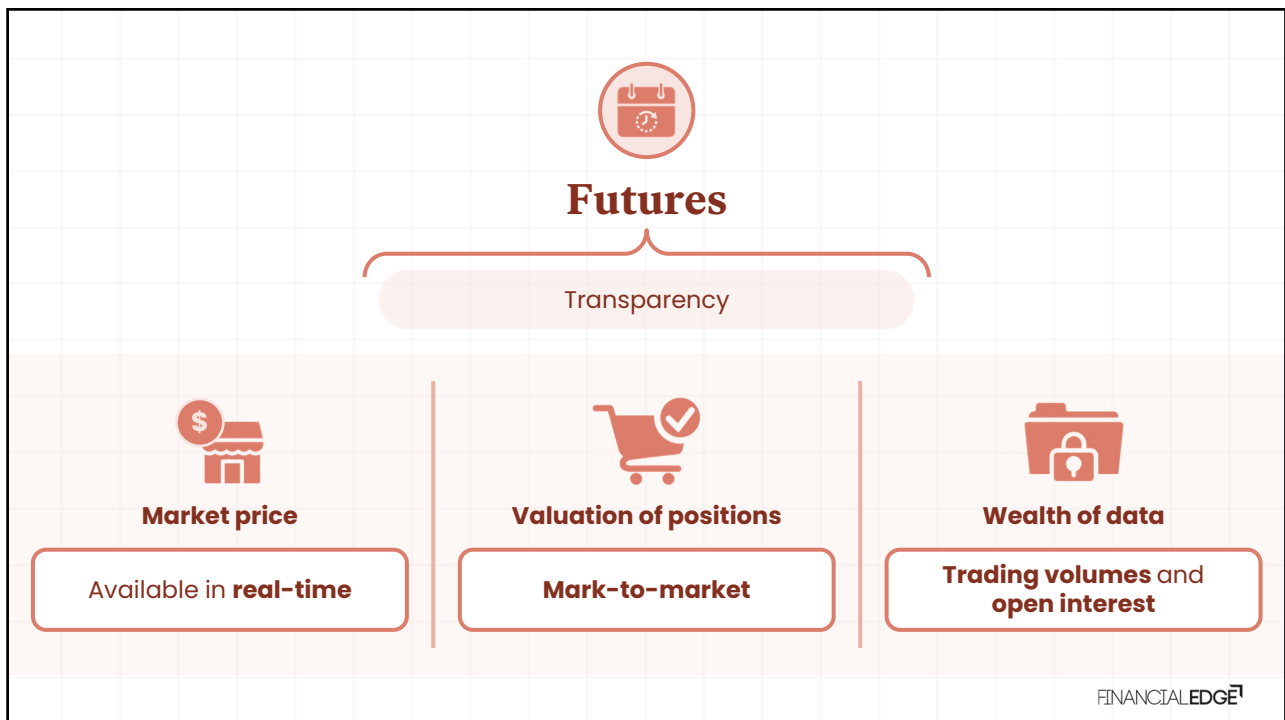 Futures
Transparency
$
Market price
Available in real-time
Valuation of positions
Mark-to-market
Wealth of data
Trading volumes and
open interest
FINANCIALEDGE